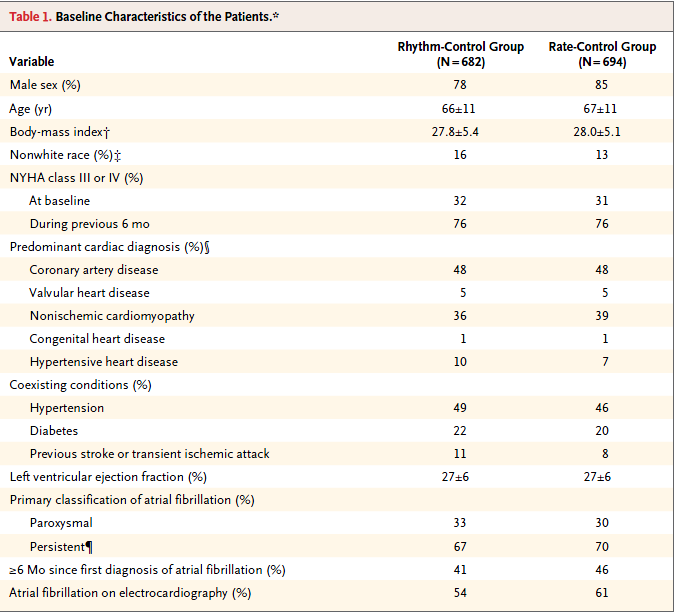 Table 1. Baseline Characteristics of the Patients.*
Variable Rhythm-Control Group (N=682) Rate-Control Group (N=694)
Male sex (%) 78 85
Age (yr) 66±11 67±11
Body-mass index† 27.8±5.4 28.0±5.1
Nonwhite race (%)‡ 16 13
NYHA class III or IV (%)
At baseline 32 31
During previous 6 mo 76 76
Predominant cardiac diagnosis (%)§
Coronary artery disease 48 48
Valvular heart disease 5 5
Nonischemic cardiomyopathy 36 39
Congenital heart disease 1 1
Hypertensive heart disease 10 7
Coexisting conditions (%)
Hypertension 49 46
Diabetes 22 20
Previous stroke or transient ischemic attack 11 8
Left ventricular ejection fraction (%) 27±6 27±6
Primary classification of atrial fibrillation (%)
Paroxysmal 33 30
Persistent¶ 67 70
≥6 Mo since first diagnosis of atrial fibrillation (%) 41 46
Atrial fibrillation on electrocardiography (%) 54 61